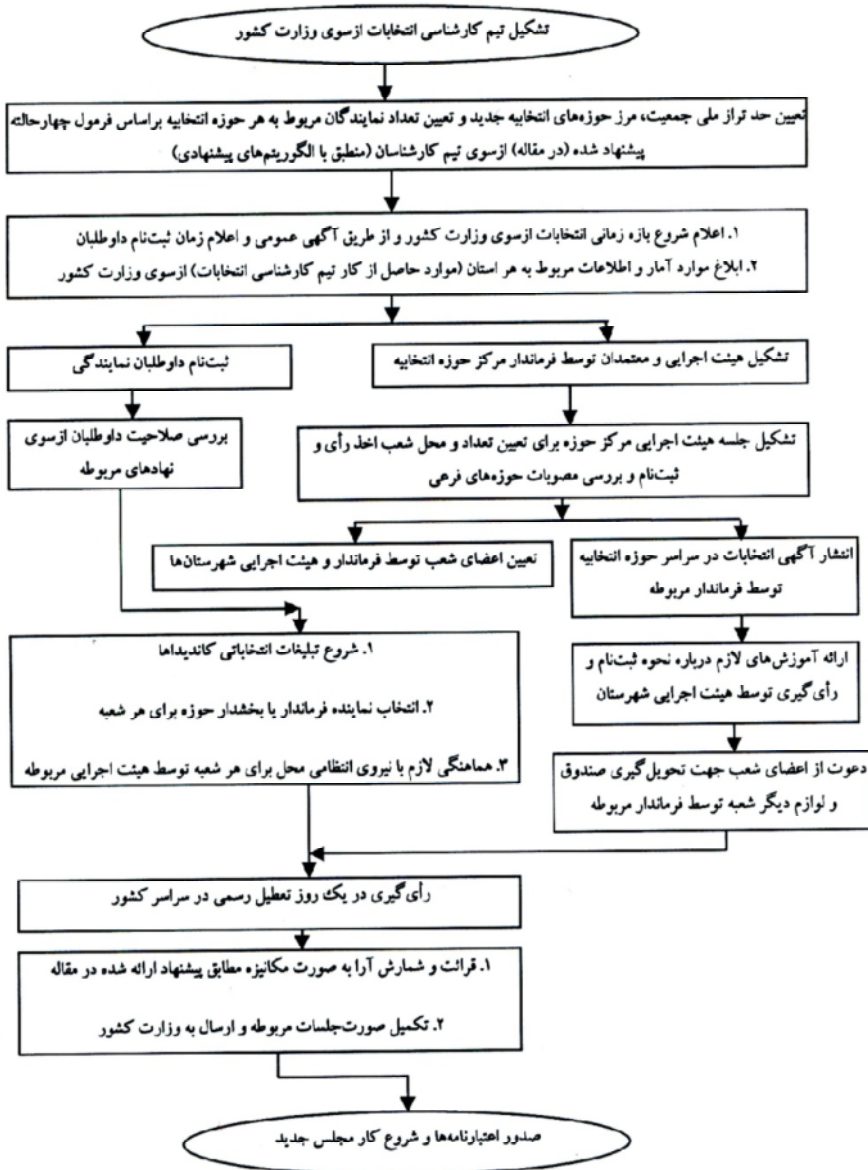 تشکیل تیم کارشناسی انتخابات ازسوی وزارت کشور
تعیین حد تراز ملی جمعیت، مرز حوزه‌های انتخابیه جدید و تعیین تعداد نمایندگان مربوط به هر حوزه انتخابیه براساس فرمول چهارحالته
پیشنهاد شده (در مقاله) ازسوی تیم کارشناسان (منطبق با الگوریتم‌های پیشنهادی)
۱. اعلام شروع بازه زمانی انتخابات ازسوی وزارت کشور و از طریق آگهی عمومی و اعلام زمان ثبت‌نام داوطلبان
۲. ابلاغ موارد آمار و اطلاعات مربوط به هر استان (موارد حاصل از کار تیم کارشناسی انتخابات) ازسوی وزارت کشور
تشکیل هیئت اجرایی و معتمدان توسط فرماندار مرکز حوزه انتخابیه
ثبت‌نام داوطلبان نمایندگی
تشکیل جلسه هیئت اجرایی مرکز حوزه برای تعیین تعداد و محل شعب اخذ رأی و
ثبت‌نام و بررسی مصوبات حوزه‌های فرعی
بررسی صلاحیت داوطلبان ازسوی
نهادهای مربوطه
انتشار آگهی انتخابات در سراسر حوزه انتخابیه
توسط فرماندار مربوطه
تعیین اعضای شعب توسط فرماندار و هیئت اجرایی شهرستان‌ها
ارائه آموزش‌های لازم درباره نحوه ثبت‌نام و
رأی‌گیری توسط هیئت اجرایی شهرستان
۱. شروع تبلیغات انتخاباتی کاندیداها
۲. انتخاب نماینده فرماندار یا بخشدار حوزه برای هر شعبه
۳. هماهنگی لازم با نیروی انتظامی محل برای هر شعبه توسط هیئت اجرایی مربوطه
دعوت از اعضای شعب جهت تحویل‌گیری صندوق
و لوازم دیگر شعبه توسط فرماندار مربوطه
رأی‌گیری در یک روز تعطیل رسمی در سراسر کشور
۱. قرائت و شمارش آرا به صورت مکانیزه مطابق پیشنهاد ارائه شده در مقاله
۲. تکمیل صورت‌جلسات مربوطه و ارسال به وزارت کشور
صدور اعتبارنامه‌ها و شروع کار مجلس جدید